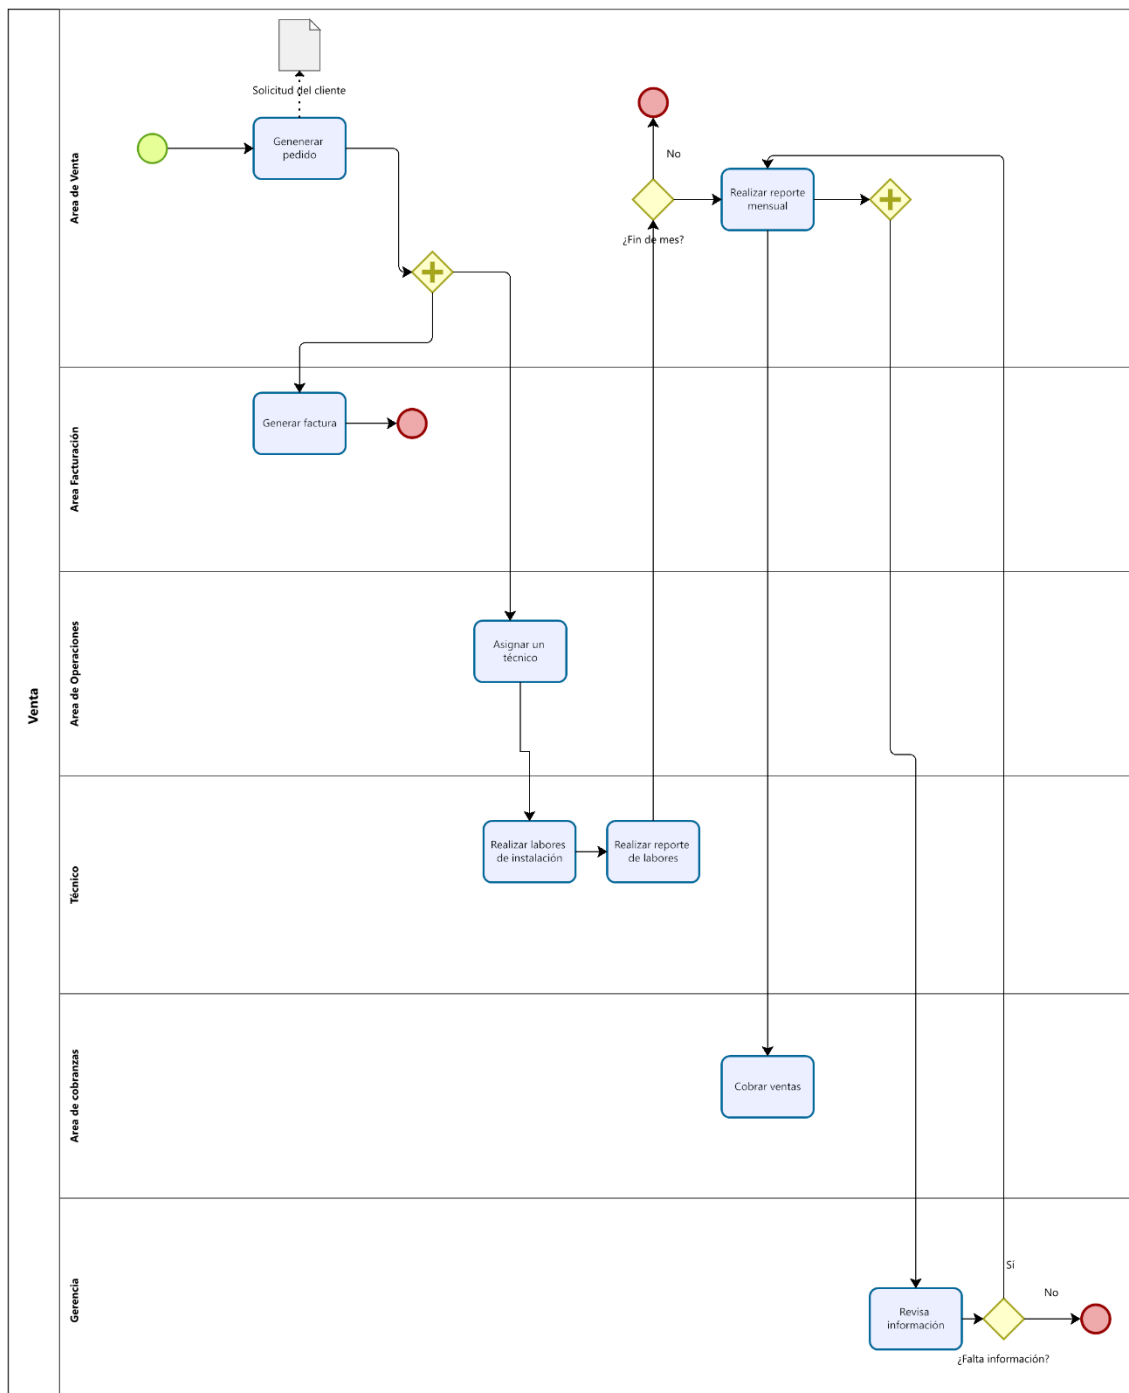 Venta
Area de Venta
Solicitud del cliente
Genenerar
pedido
No
¿Fin de mes?
Realizar reporte
mensual
Area Facturación
Generar factura
Area de Operaciones
Asignar un
técnico
Técnico
Realizar labores
de instalación
Realizar reporte
de labores
Area de cobranzas
Cobrar ventas
Gerencia
Revisa
información
Sí
No
¿Falta información?